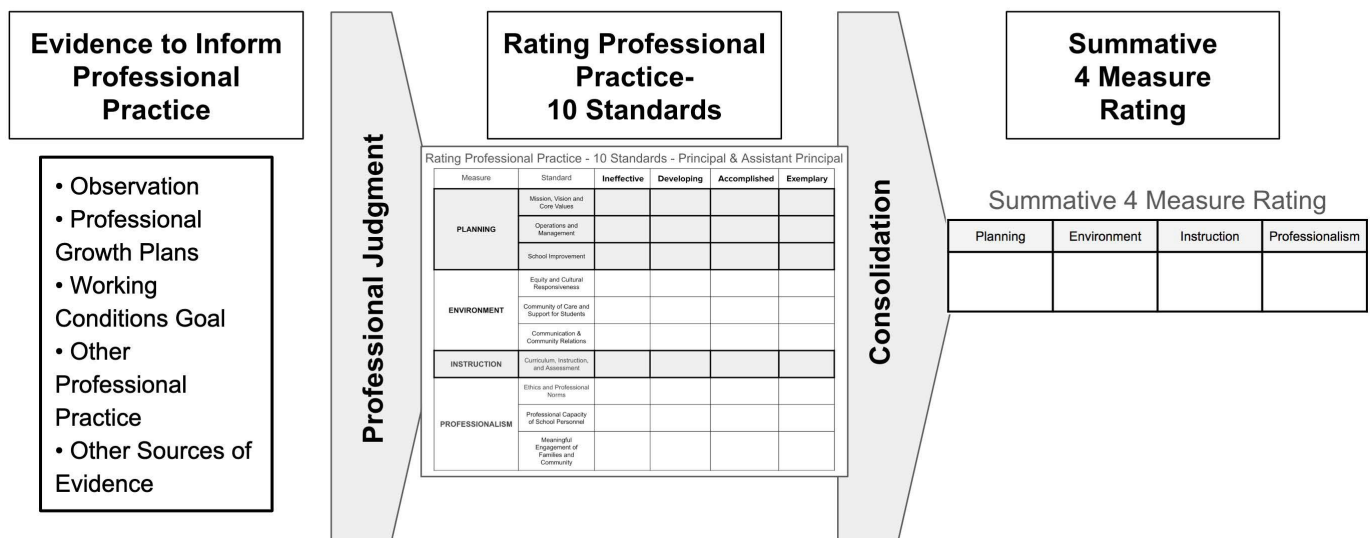 Evidence to Inform
Professional
Practice
• Observation
• Professional
Growth Plans
• Working
Conditions Goal
• Other
Professional
Practice
• Other Sources of
Evidence
Professional Judgment
Rating Professional
Practice-
10 Standards
Rating Professional Practice - 10 Standards - Principal & Assistant Principal
Measure Standard Ineffective Developing Accomplished Exemplary
PLANNING
Mission, Vision and
Core Values
Operations and
Management
School Improvement
ENVIRONMENT
Equity and Cultural
Responsiveness
Community of Care and
Support for Students
Communication &
Community Relations
INSTRUCTION
Curriculum, Instruction,
and Assessment
PROFESSIONALISM
Ethics and Professional
Norms
Professional Capacity
of School Personnel
Meaningful
Engagement of
Families and
Community
Consolidation
Summative
4 Measure
Rating
Summative 4 Measure Rating
Planning Environment Instruction Professionalism